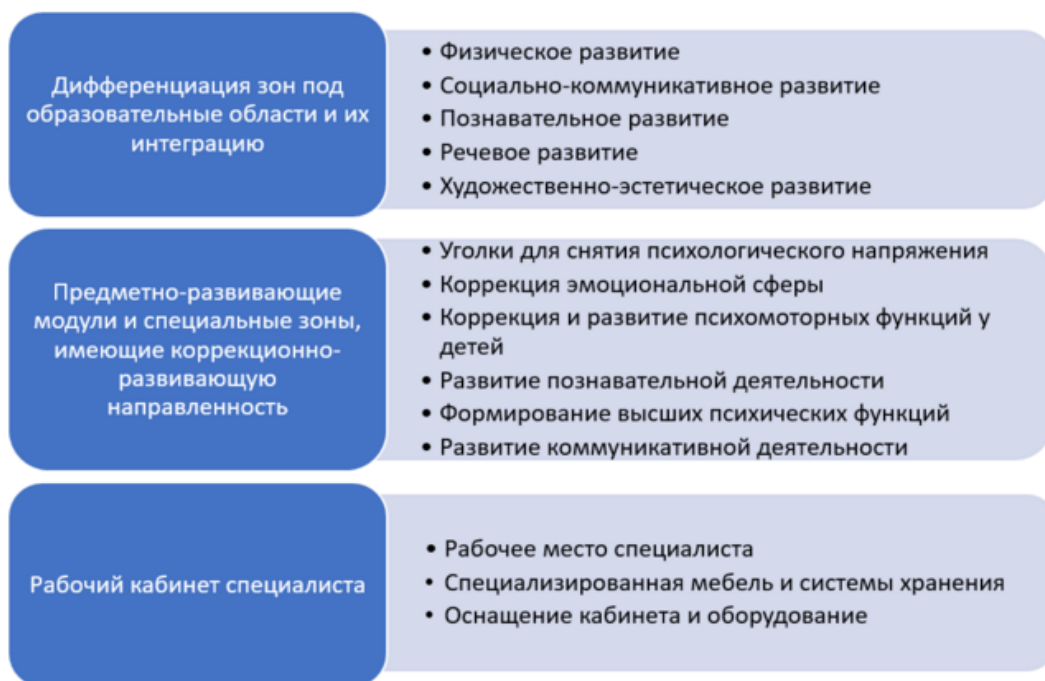 Дифференциация зон под
образовательные области и их
интеграцию
• Физическое развитие
• Социально-коммуникативное развитие
• Познавательное развитие
• Речевое развитие
• Художественно-эстетическое развитие
Предметно-развивающие
модули и специальные зоны,
имеющие коррекционно-
развивающую
направленность
• Уголки для снятия психологического напряжения
• Коррекция эмоциональной сферы
• Коррекция и развитие психомоторных функций у
детей
• Развитие познавательной деятельности
• Формирование высших психических функций
• Развитие коммуникативной деятельности
Рабочий кабинет специалиста
• Рабочее место специалиста
• Специализированная мебель и системы хранения
• Оснащение кабинета и оборудование